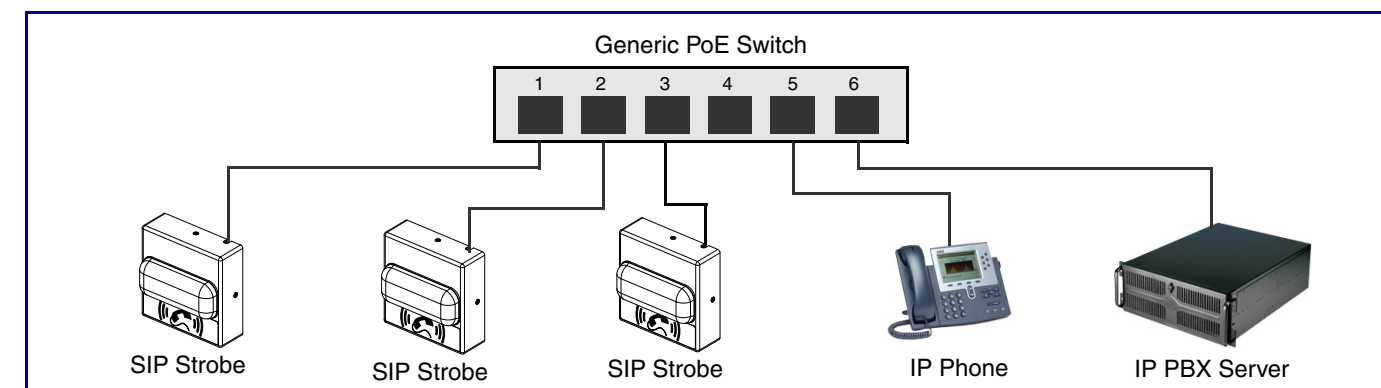 Generic PoE Switch
1 2 3 4 5 6
SIP Strobe
SIP Strobe
SIP Strobe
IP Phone
IP PBX Server